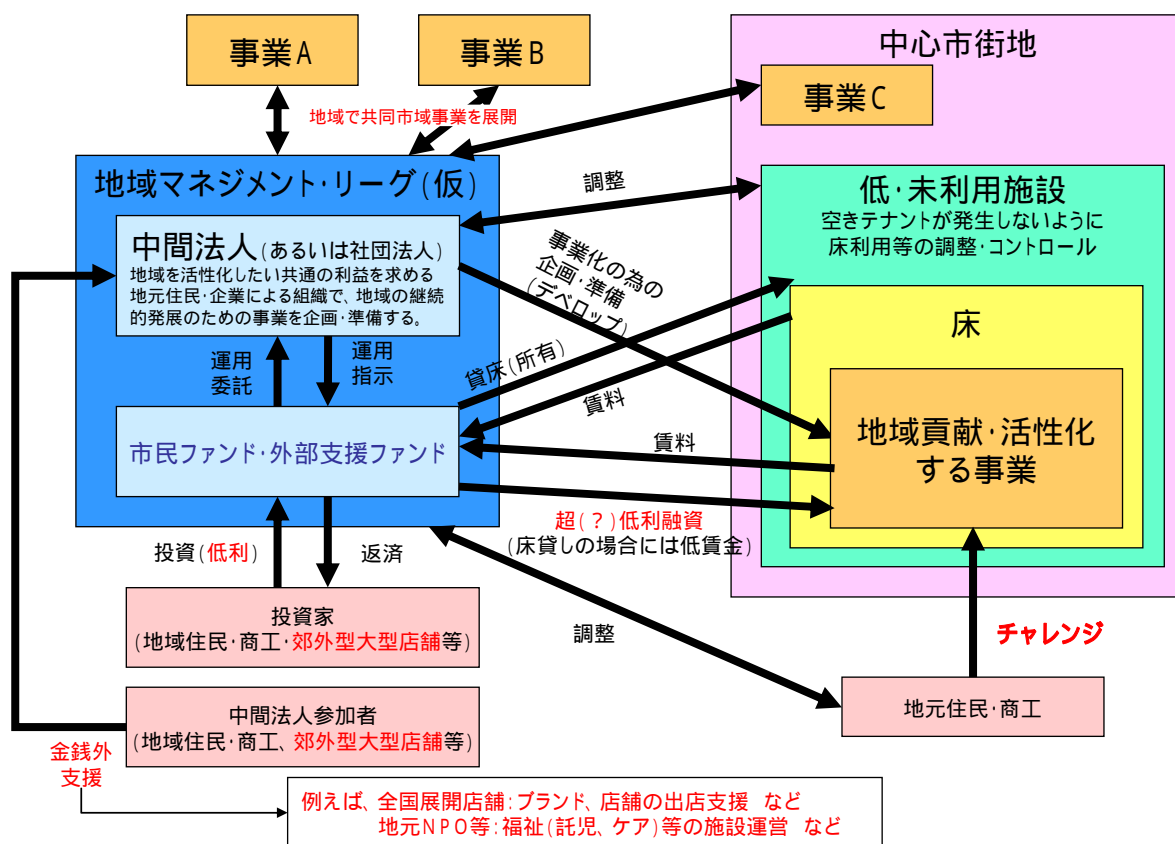 事業A
事業B
中心市街地
事業C
地域で共同市域事業を展開
地域マネジメント・リーグ(仮)
中間法人(あるいは社団法人)
地域を活性化したい共通の利益を求める
地元住民・企業による組織で、地域の継続
的発展のための事業を企画・準備する。
運用
委託
運用
指示
市民ファンド・外部支援ファンド
調整
事業化の為の
企画・準備
(デベロップ)
貸床(所有)
賃料
賃料
超(?)低利融資
(床貸しの場合には低賃金)
低・未利用施設
空きテナントが発生しないように
床利用等の調整・コントロール
床
地域貢献・活性化
する事業
投資(低利)
返済
投資家
(地域住民・商工・郊外型大型店舗等)
調整
チャレンジ
地元住民・商工
中間法人参加者
(地域住民・商工、郊外型大型店舗等)
金銭外
支援
例えば、全国展開店舗:ブランド、店舗の出店支援 など
地元NPO等:福祉(託児、ケア)等の施設運営 など